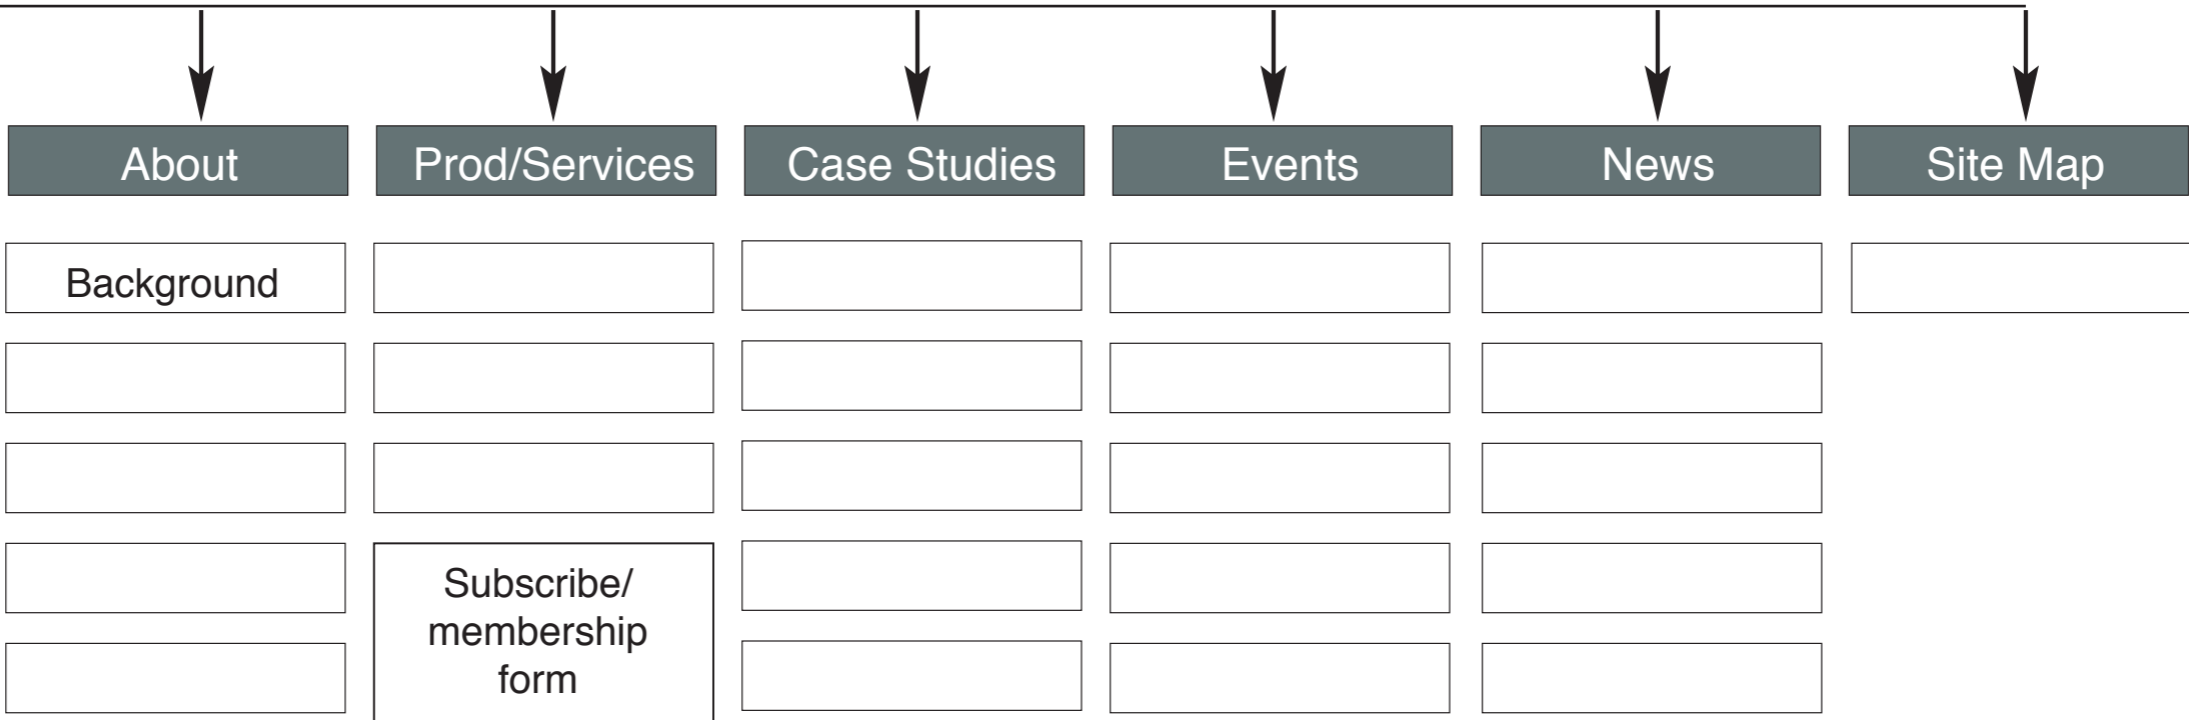 About
Prod/Services
Case Studies
Events
News
Site Map
Background
Subscribe/
membership
form